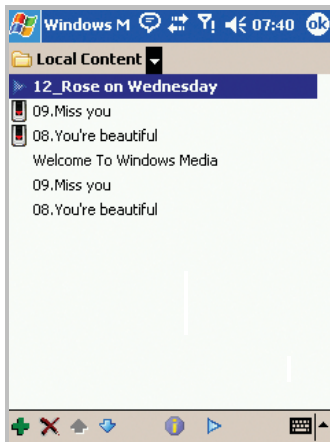 Windows M 07:40 ok
Local Content
12_Rose on Wednesday
09.Miss you
08.You're beautiful
Welcome To Windows Media
09.Miss you
08.You're beautiful